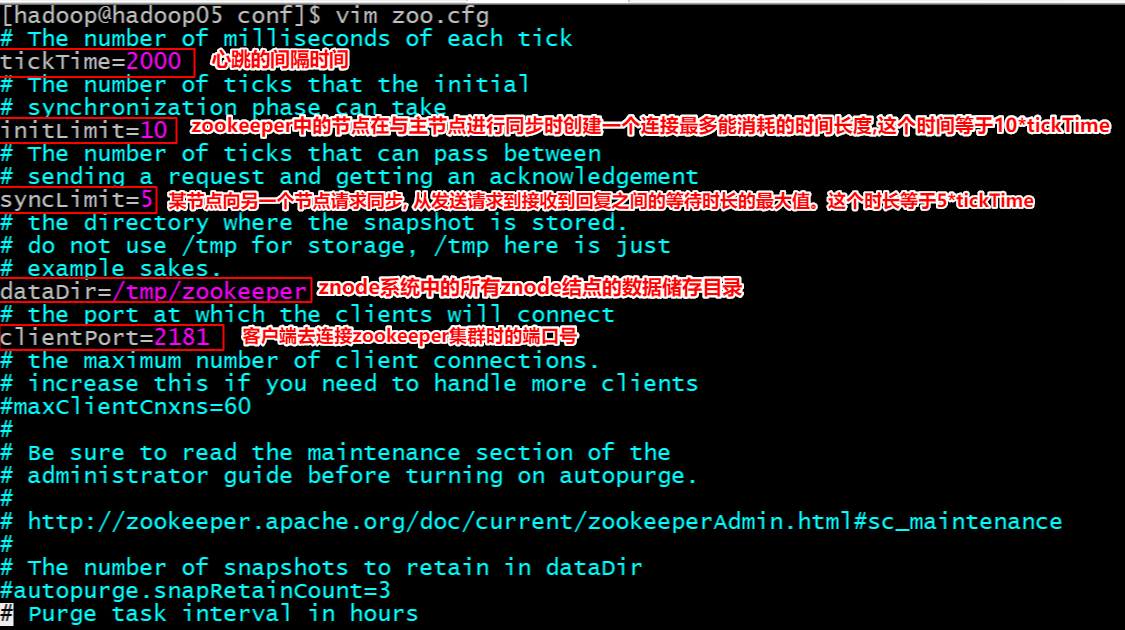 [hadoop@hadoop05 conf]$ vim zoo.cfg
# The number of milliseconds of each tick
tickTime=2000 心跳的间隔时间
# The number of ticks that the initial
# synchronization phase can take
initLimit=10 zookeeper中的节点在与主节点进行同步时创建一个连接最多能消耗的时间长度,这个时间等于10*tickTime
# The number of ticks that can pass between
# sending a request and getting an acknowledgement
syncLimit=5 某节点向另一个节点请求同步, 从发送请求到接收到回复之间的等待时长的最大值。这个时长等于5*tickTime
# the directory where the snapshot is stored.
# do not use /tmp for storage, /tmp here is just
# example sakes.
dataDir=/tmp/zookeeper znode系统中的所有znode结点的数据储存目录
# the port at which the clients will connect
clientPort=2181 客户端去连接zookeeper集群时的端口号
# the maximum number of client connections.
# increase this if you need to handle more clients
#maxClientCnxns=60
#
# Be sure to read the maintenance section of the
# administrator guide before turning on autopurge.
#
# http://zookeeper.apache.org/doc/current/zookeeperAdmin.html#sc_maintenance
#
# The number of snapshots to retain in dataDir
#autopurge.snapRetainCount=3
# Purge task interval in hours